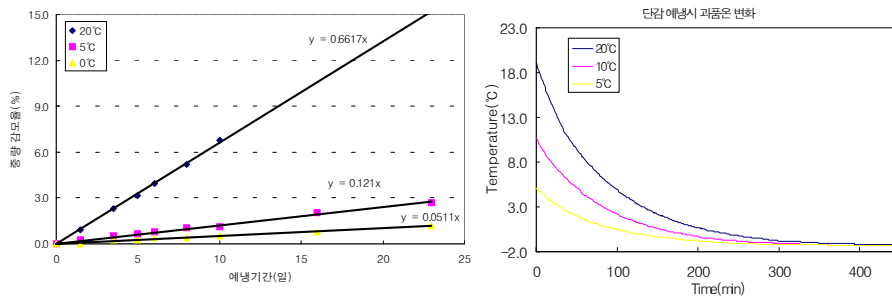 15.0
12.0
9.0
6.0
3.0
0.0
중량 감모율(%)
20℃
5℃
0℃
y = 0.6617x
y = 0.121x
y = 0.0511x
0 5 10 15 20 25
예냉기간(일)
단감 예냉시 과품온 변화
23.0
18.0
13.0
8.0
3.0
-2.0
Temperature(℃)
20℃
10℃
5℃
0 100 200 300 400
Time(min)